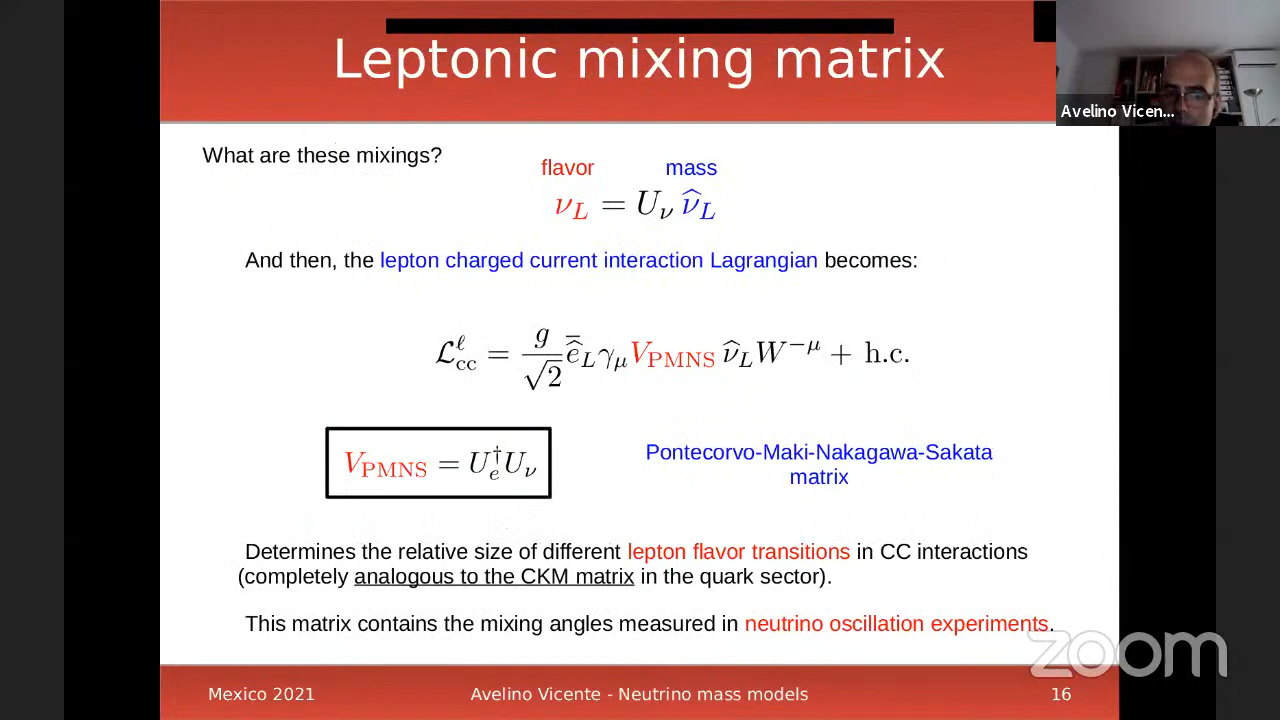 Leptonic mixing matrix
Avelino Vicen...
What are these mixings?
flavor mass
ν_L = U_ν ν̂_L
And then, the lepton charged current interaction Lagrangian becomes:
ℒ^ℓ_cc = g/√2 ê̅_L γ_μ V_PMNS ν̂_L W^−μ + h.c.
V_PMNS = U_e^† U_ν
Pontecorvo-Maki-Nakagawa-Sakata
matrix
Determines the relative size of different lepton flavor transitions in CC interactions
(completely analogous to the CKM matrix in the quark sector).
This matrix contains the mixing angles measured in neutrino oscillation experiments.
zoom
Mexico 2021 Avelino Vicente - Neutrino mass models 16